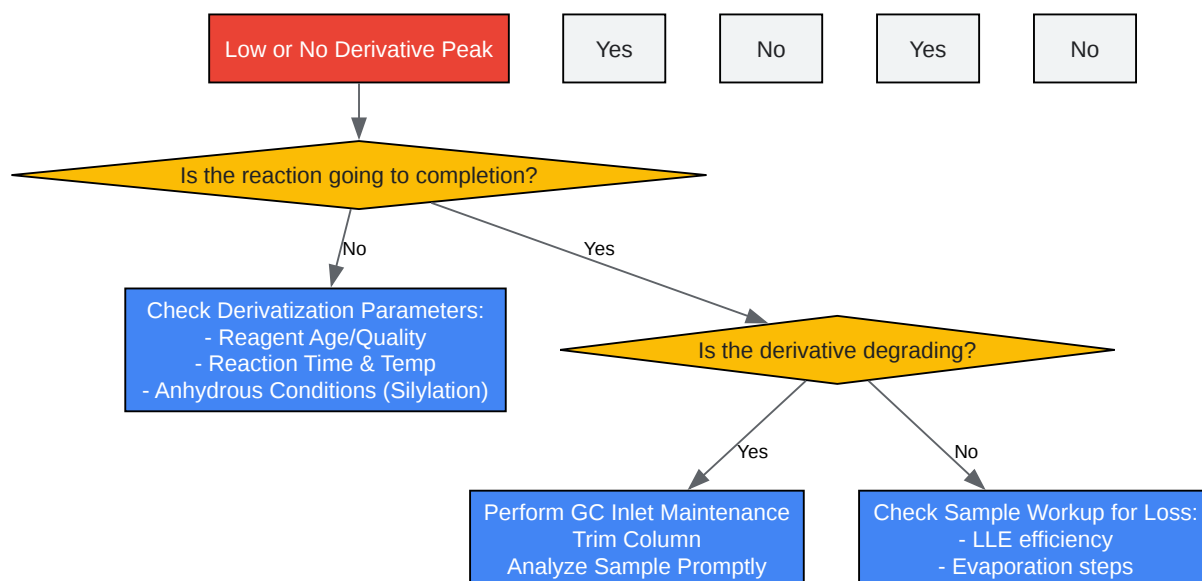 Low or No Derivative Peak
Yes
No
Yes
No
Is the reaction going to completion?
No
Yes
Check Derivatization Parameters:
- Reagent Age/Quality
- Reaction Time & Temp
- Anhydrous Conditions (Silylation)
Is the derivative degrading?
Yes
No
Perform GC Inlet Maintenance
Trim Column
Analyze Sample Promptly
Check Sample Workup for Loss:
- LLE efficiency
- Evaporation steps